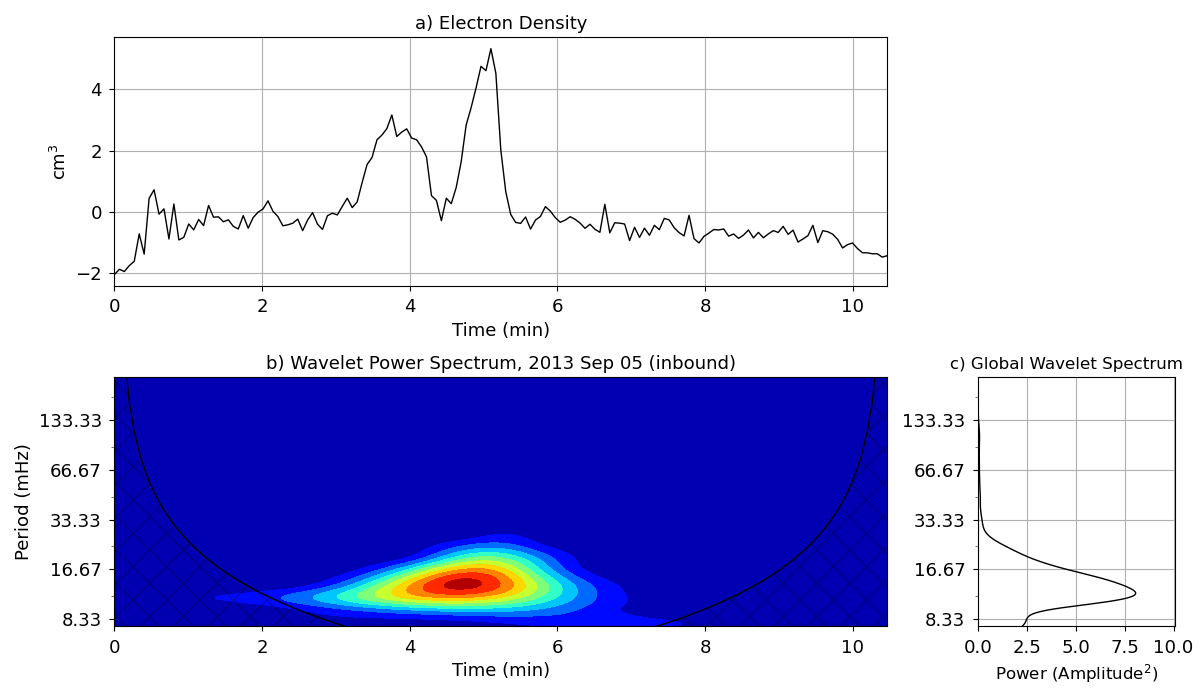 a) Electron Density
cm³
4
2
0
−2
0 2 4 6 8 10
Time (min)
b) Wavelet Power Spectrum, 2013 Sep 05 (inbound)
Period (mHz)
133.33
66.67
33.33
16.67
8.33
0 2 4 6 8 10
Time (min)
c) Global Wavelet Spectrum
133.33
66.67
33.33
16.67
8.33
0.0 2.5 5.0 7.5 10.0
Power (Amplitude²)